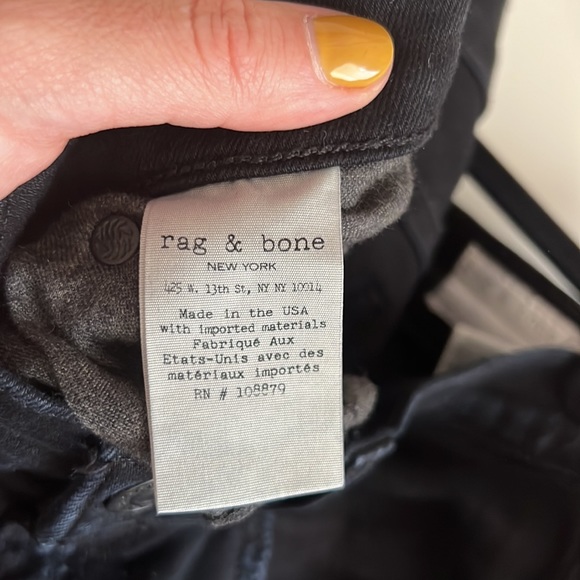 rag & bone
NEW YORK
425 W. 13th St, NY NY 10014
Made in the USA
with imported materials
Fabriqué Aux
Etats-Unis avec des
matériaux importés
RN # 108879